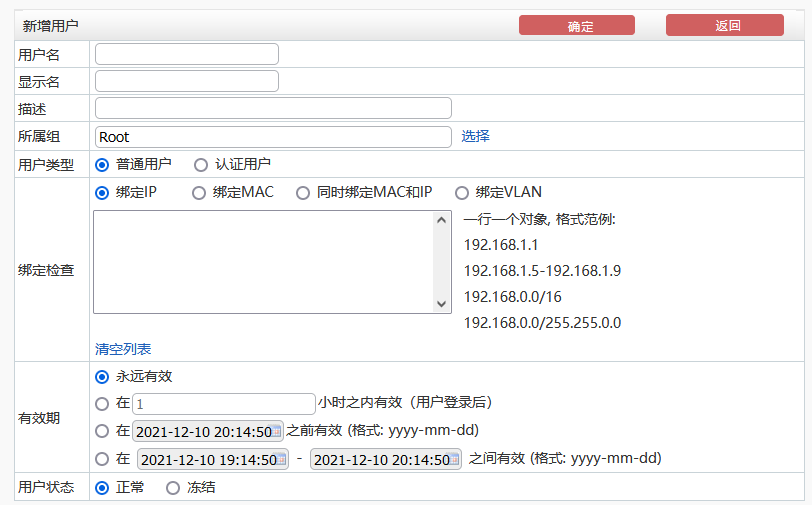 新增用户 确定 返回
用户名
显示名
描述
所属组 Root 选择
用户类型 普通用户 认证用户
绑定IP 绑定MAC 同时绑定MAC和IP 绑定VLAN
一行一个对象, 格式范例:
192.168.1.1
绑定检查 192.168.1.5-192.168.1.9
192.168.0.0/16
192.168.0.0/255.255.0.0
清空列表
永远有效
在 1 小时之内有效（用户登录后）
有效期
在 2021-12-10 20:14:50 之前有效 (格式: yyyy-mm-dd)
在 2021-12-10 19:14:50 - 2021-12-10 20:14:50 之间有效 (格式: yyyy-mm-dd)
用户状态 正常 冻结